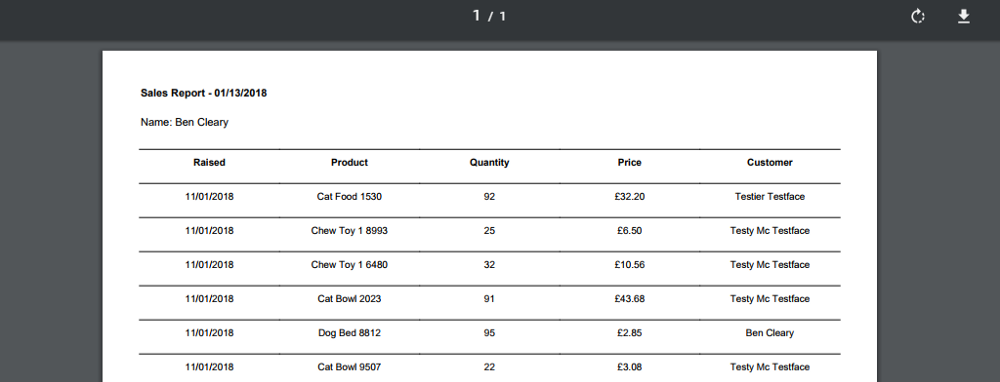 1 / 1
Sales Report - 01/13/2018
Name: Ben Cleary
Raised Product Quantity Price Customer
11/01/2018 Cat Food 1530 92 £32.20 Testier Testface
11/01/2018 Chew Toy 1 8993 25 £6.50 Testy Mc Testface
11/01/2018 Chew Toy 1 6480 32 £10.56 Testy Mc Testface
11/01/2018 Cat Bowl 2023 91 £43.68 Testy Mc Testface
11/01/2018 Dog Bed 8812 95 £2.85 Ben Cleary
11/01/2018 Cat Bowl 9507 22 £3.08 Testy Mc Testface